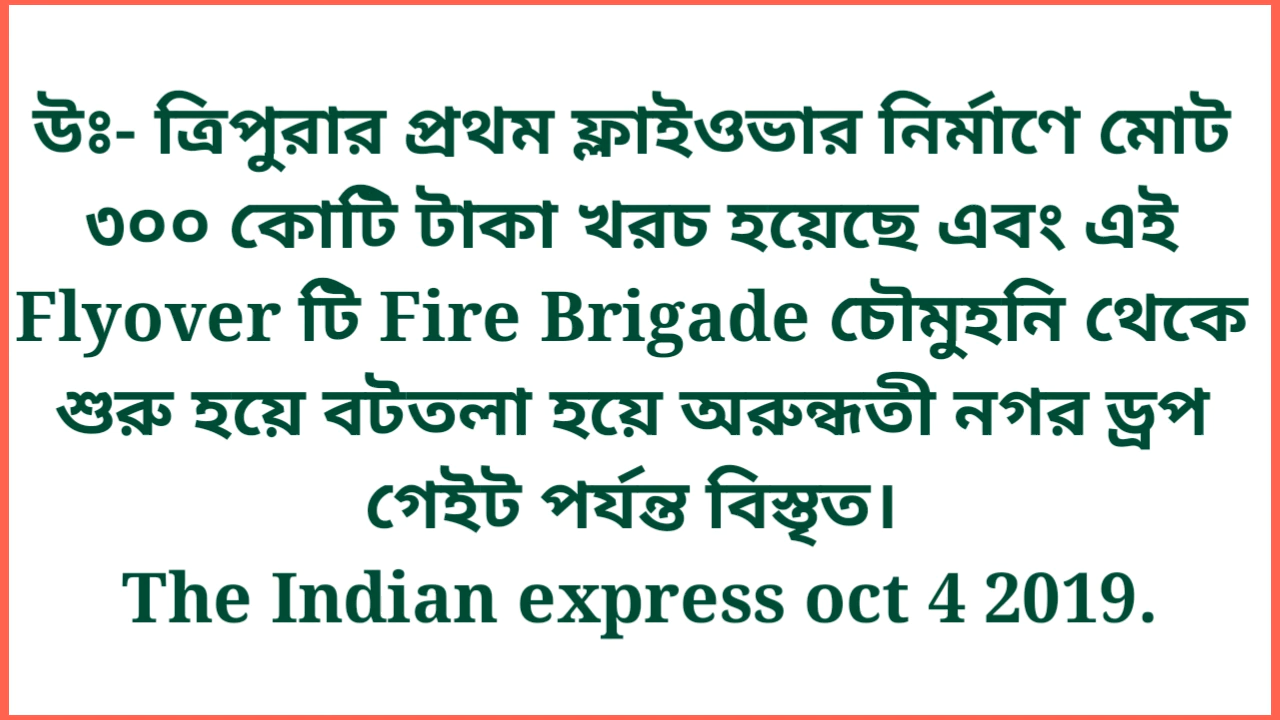 উঃ- ত্রিপুরার প্রথম ফ্লাইওভার নির্মাণে মোট
৩০০ কোটি টাকা খরচ হয়েছে এবং এই
Flyover টি Fire Brigade চৌমুহনি থেকে
শুরু হয়ে বটতলা হয়ে অরুন্ধতী নগর ড্রপ
গেইট পর্যন্ত বিস্তৃত।
The Indian express oct 4 2019.